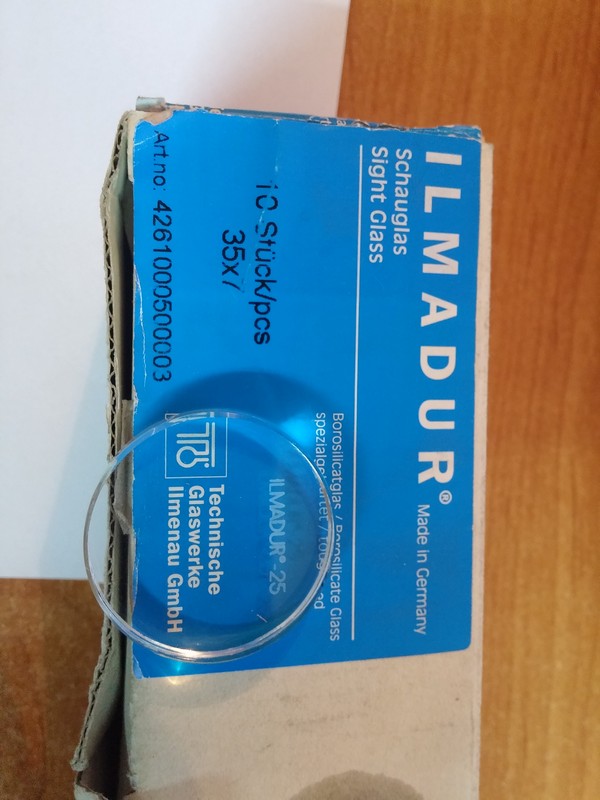 ILMADUR® Made in Germany
Schauglas
Sight Glass
Borosilicatglas / Borosilicate Glass
10 Stück/pcs
35x7
ILMADUR®-25
Technische
Glaswerke
Ilmenau GmbH
Art.no: 4261000500003